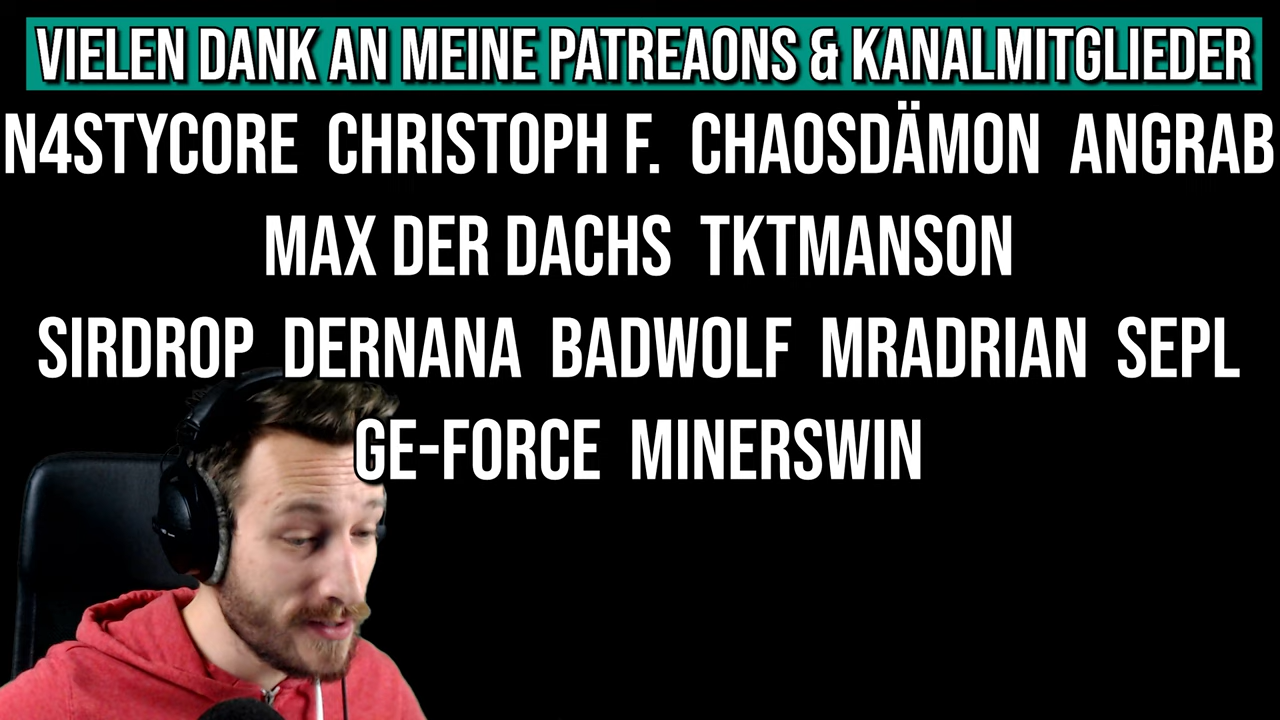 VIELEN DANK AN MEINE PATREAONS & KANALMITGLIEDER
N4STYCORE CHRISTOPH F. CHAOSDÄMON ANGRAB
MAX DER DACHS TKTMANSON
SIRDROP DERNANA BADWOLF MRADRIAN SEPL
GE-FORCE MINERSWIN